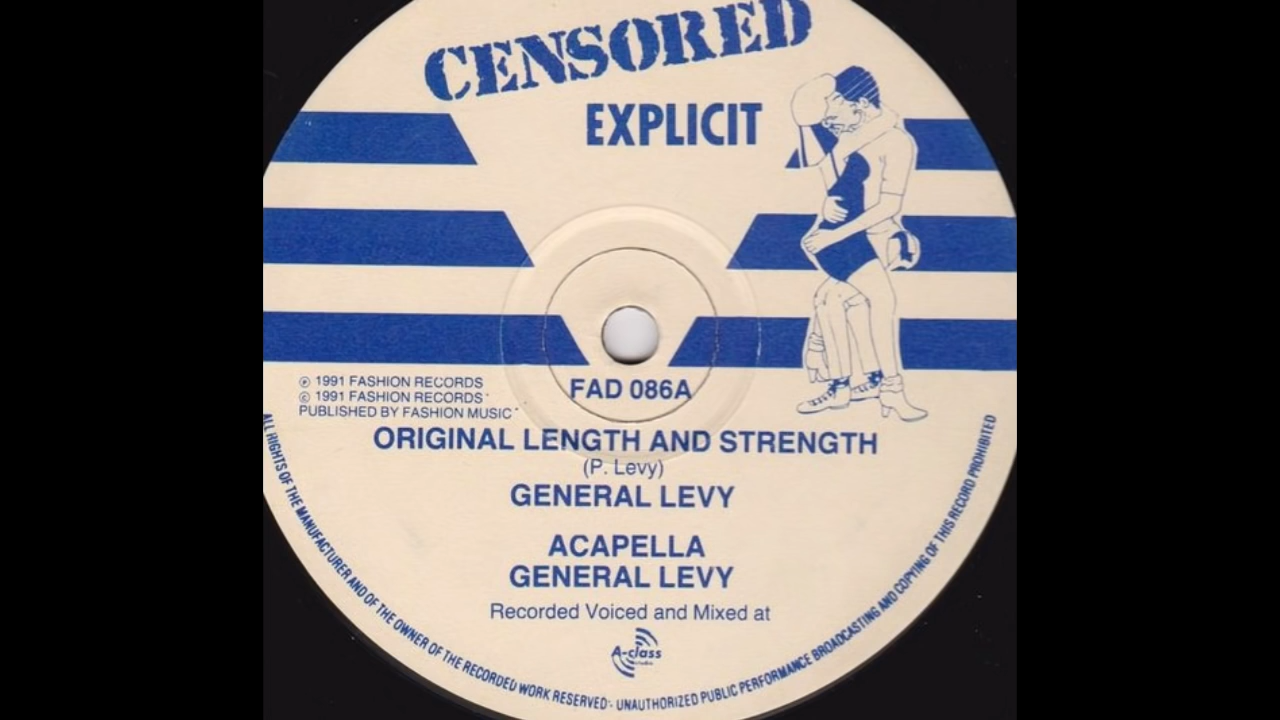 CENSORED
EXPLICIT
℗ 1991 FASHION RECORDS
© 1991 FASHION RECORDS
PUBLISHED BY FASHION MUSIC
FAD 086A
ORIGINAL LENGTH AND STRENGTH
(P. Levy)
GENERAL LEVY
ACAPELLA
GENERAL LEVY
Recorded Voiced and Mixed at
A-class
studio
ALL RIGHTS OF THE MANUFACTURER AND OF THE OWNER OF THE RECORDED WORK RESERVED - UNAUTHORIZED PUBLIC PERFORMANCE BROADCASTING AND COPYING OF THIS RECORD PROHIBITED